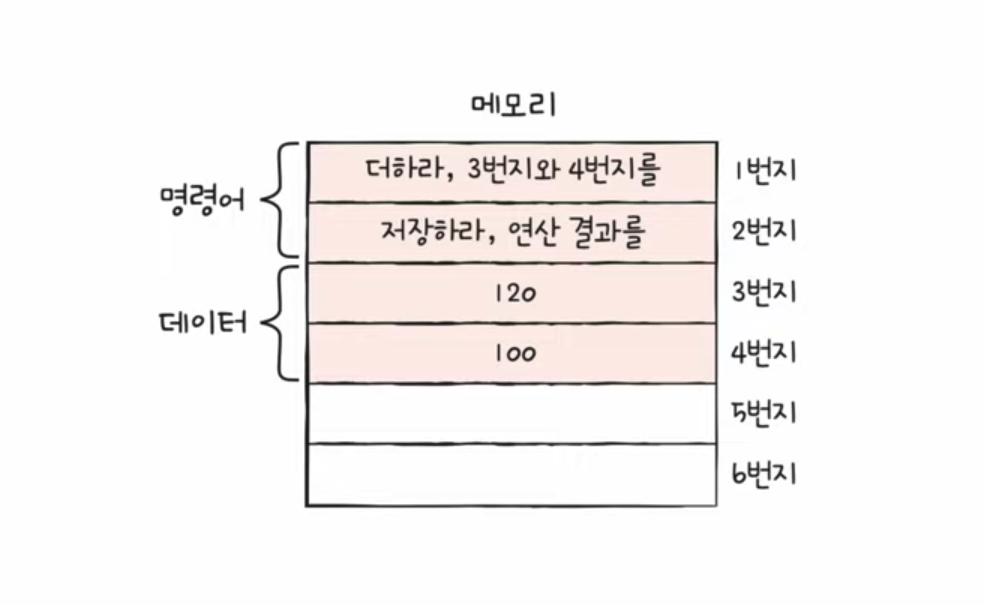 메모리
명령어
더하라, 3번지와 4번지를 1번지
저장하라, 연산 결과를 2번지
데이터
120 3번지
100 4번지
5번지
6번지